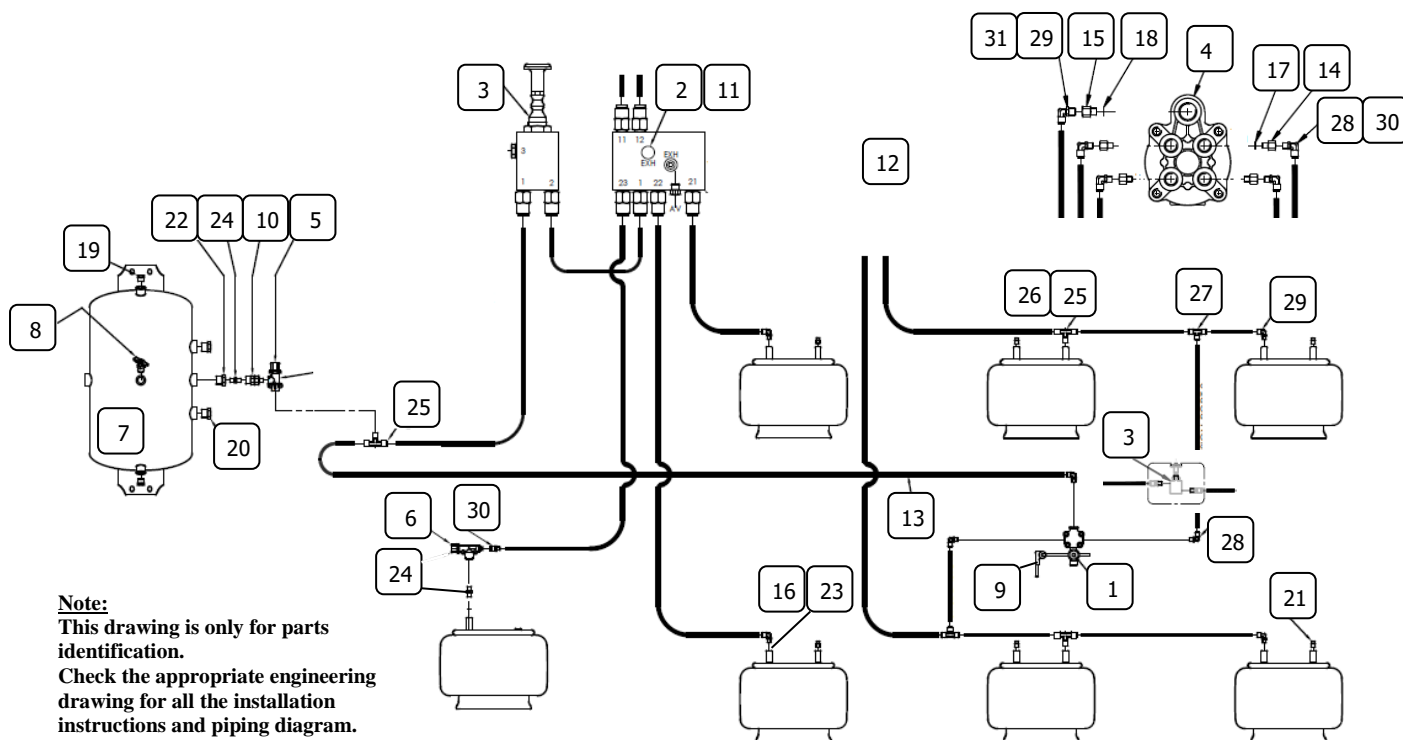 31 29 15 18 4
3 2 11 17 14
28 30
12
11 12
3
EXH
EXH
1 2
23 1 22 21
AV
22 24 10 5
19
8
26 25 27 29
7
25
20
3
6 30
13
28
24
16 23 9 1 21
Note:
This drawing is only for parts
identification.
Check the appropriate engineering
drawing for all the installation
instructions and piping diagram.